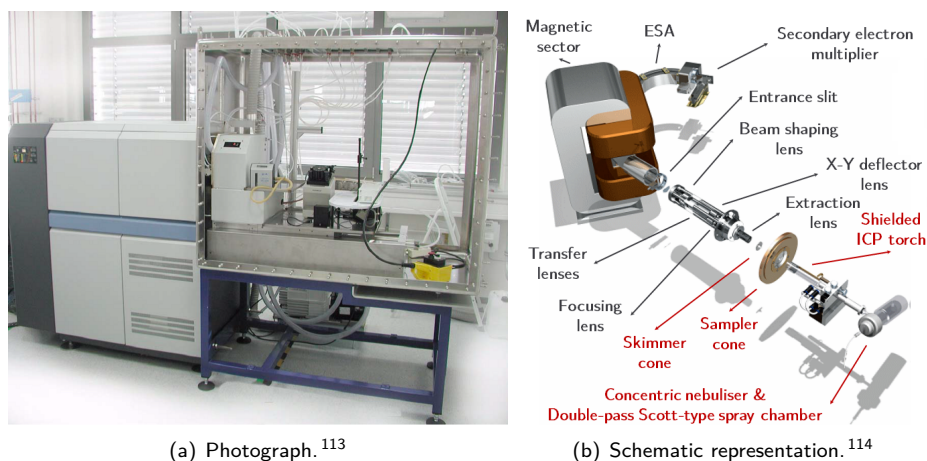 Magnetic
sector
ESA
Secondary electron
multiplier
Entrance slit
Beam shaping
lens
X-Y deflector
lens
Extraction
lens
Shielded
ICP torch
Transfer
lenses
Focusing
lens
Skimmer
cone
Sampler
cone
Concentric nebuliser &
Double-pass Scott-type spray chamber
(a) Photograph.113
(b) Schematic representation.114